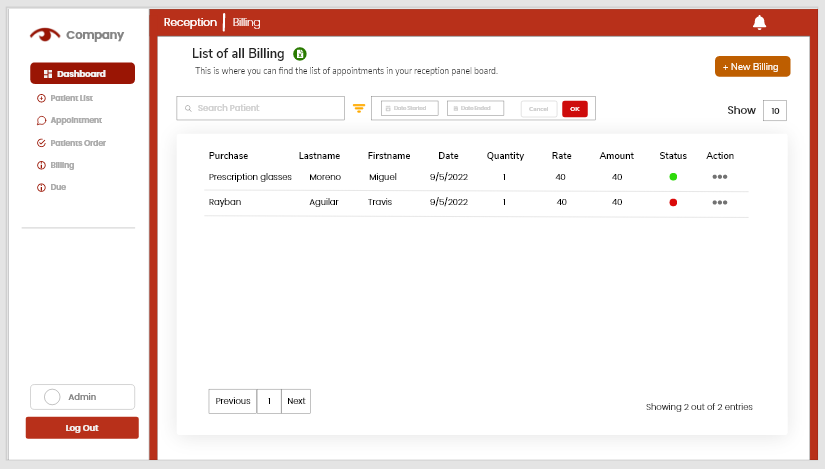 Company
Dashboard
Patient List
Appointment
Patients Order
Billing
Due
Admin
Log Out
Reception | Billing
List of all Billing
This is where you can find the list of appointments in your reception panel board.
+ New Billing
Search Patient
Date Started
Date Ended
Cancel
OK
Show 10
Purchase Lastname Firstname Date Quantity Rate Amount Status Action
Prescription glasses Moreno Miguel 9/5/2022 1 40 40
Rayban Aguilar Travis 9/5/2022 1 40 40
Previous 1 Next
Showing 2 out of 2 entries